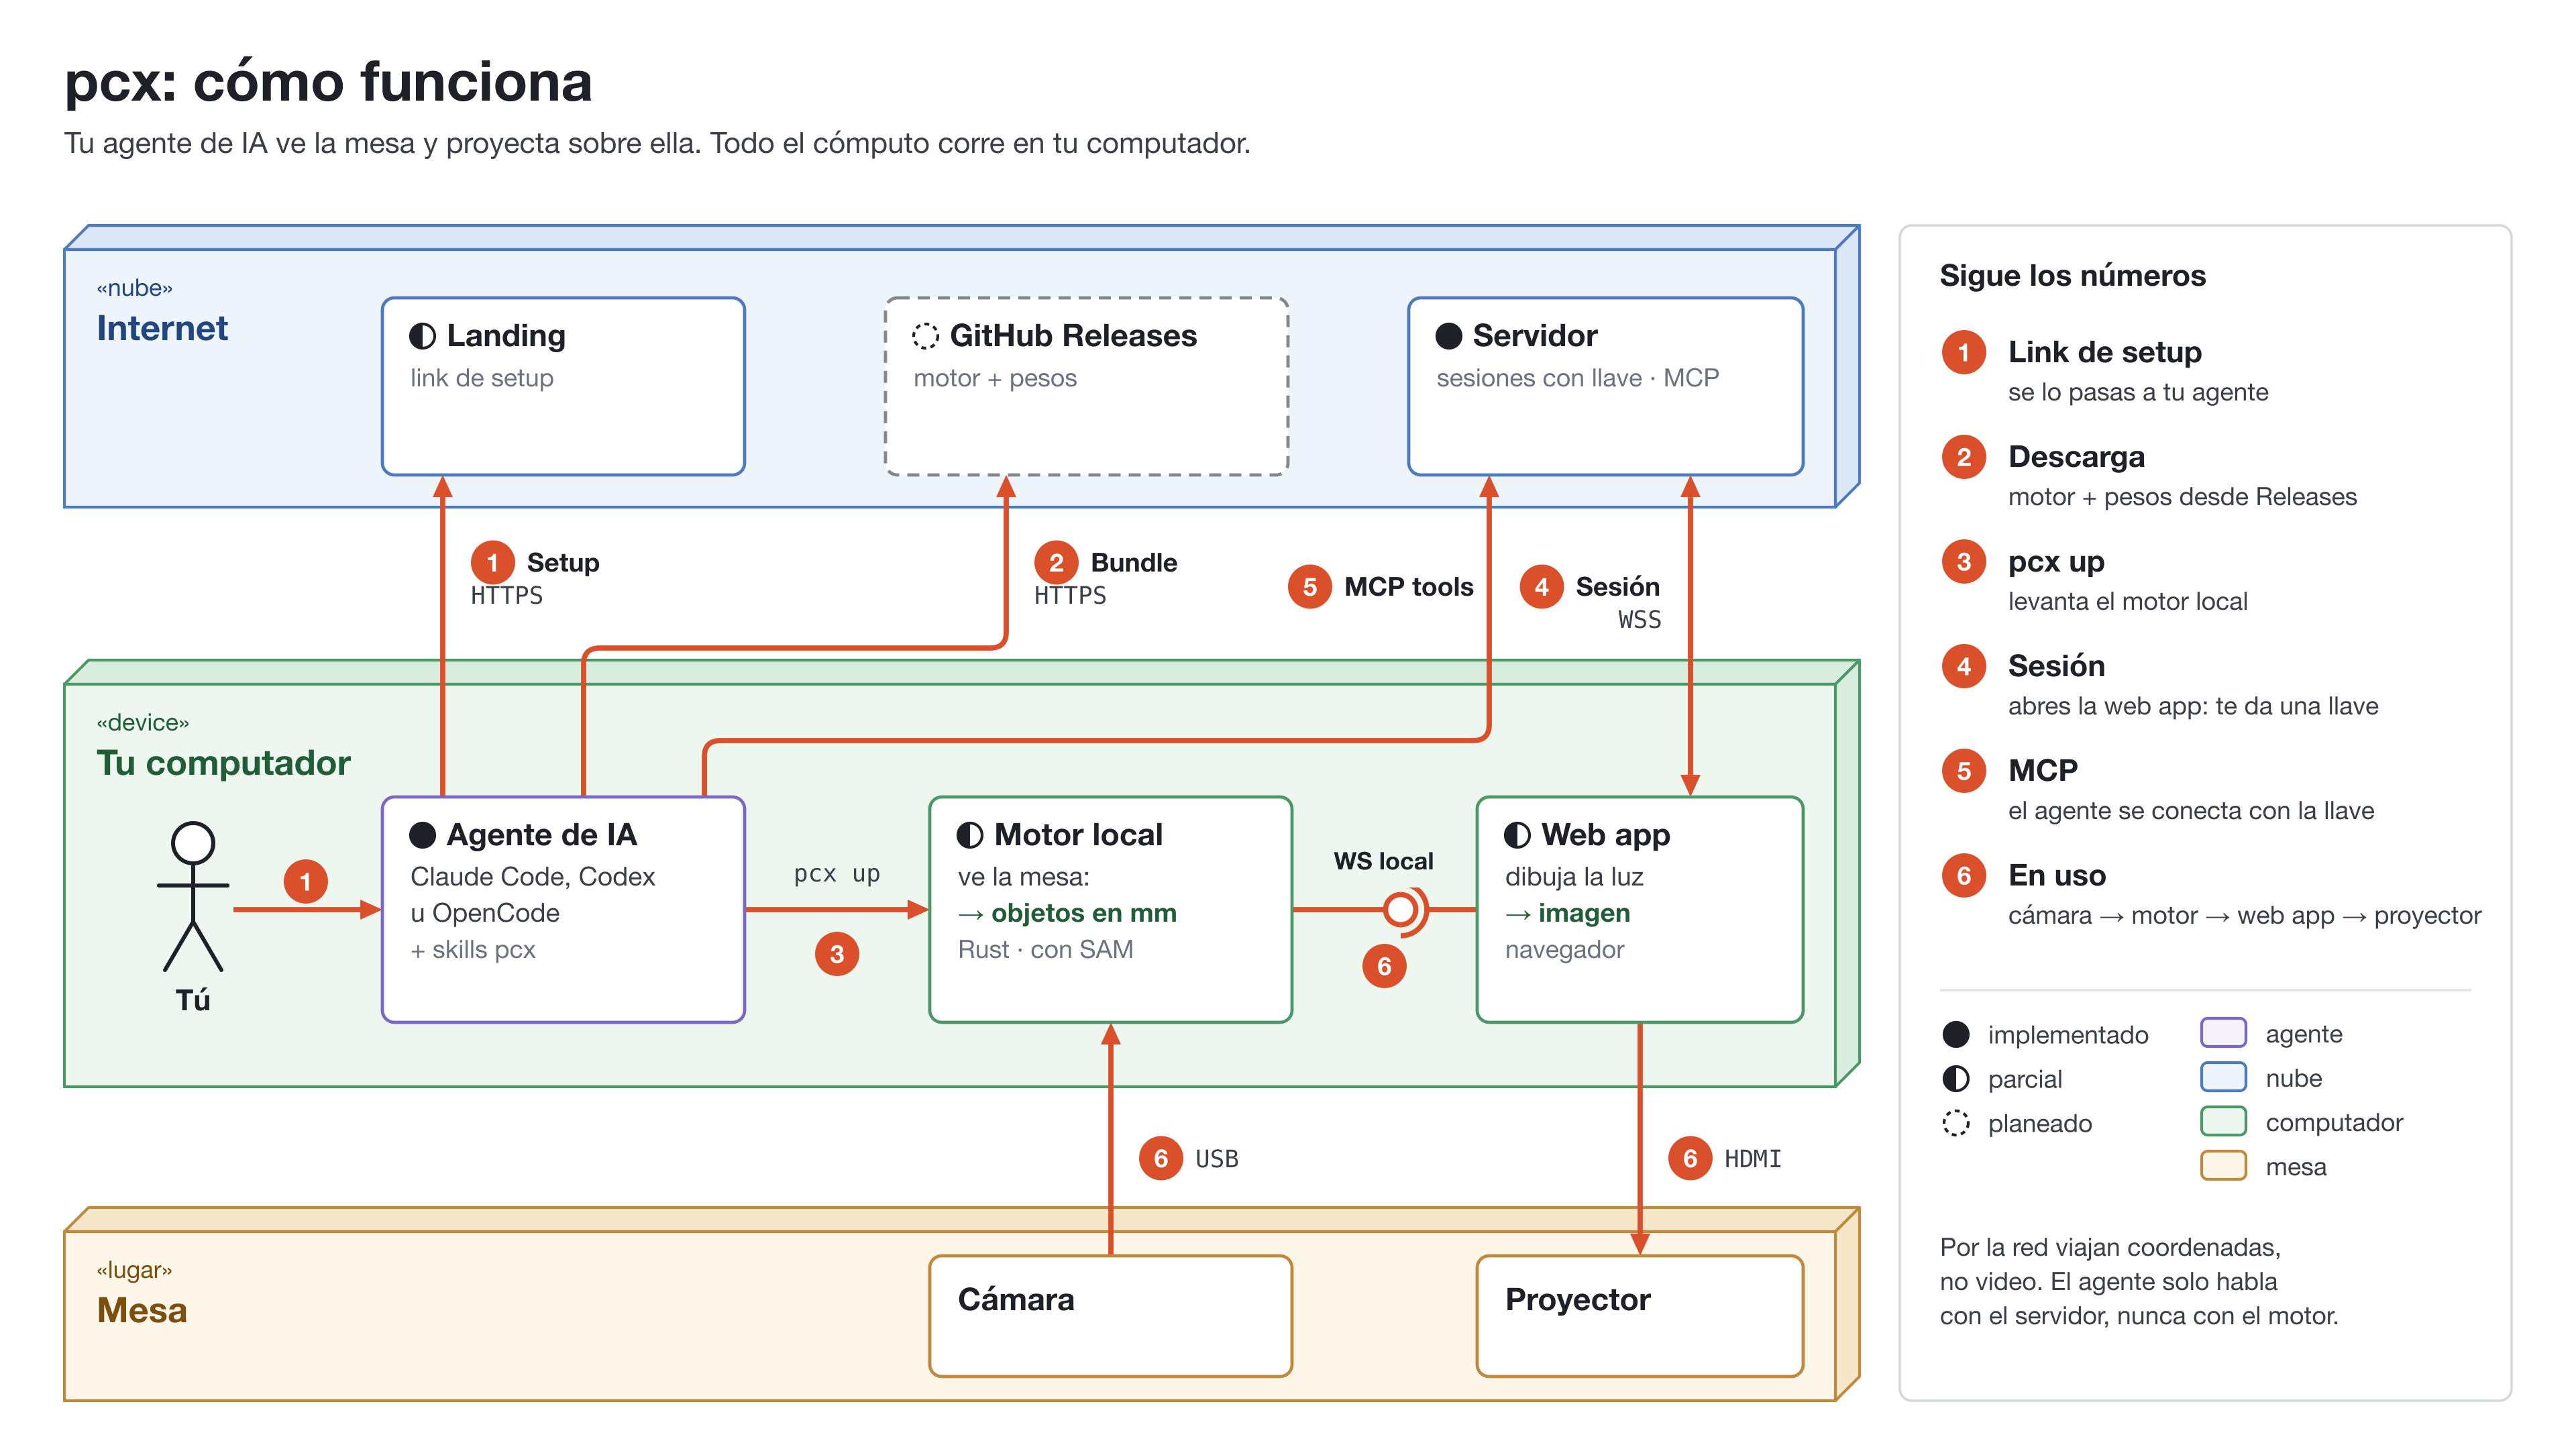 pcx: cómo funciona
Tu agente de IA ve la mesa y proyecta sobre ella. Todo el cómputo corre en tu computador.
«nube»
Internet
Landing
link de setup
GitHub Releases
motor + pesos
Servidor
sesiones con llave · MCP
1 Setup
HTTPS
2 Bundle
HTTPS
5 MCP tools
4 Sesión
WSS
«device»
Tu computador
Tú
1
Agente de IA
Claude Code, Codex
u OpenCode
+ skills pcx
pcx up
3
Motor local
ve la mesa:
→ objetos en mm
Rust · con SAM
WS local
6
Web app
dibuja la luz
→ imagen
navegador
6 USB
6 HDMI
«lugar»
Mesa
Cámara
Proyector
Sigue los números
1 Link de setup
se lo pasas a tu agente
2 Descarga
motor + pesos desde Releases
3 pcx up
levanta el motor local
4 Sesión
abres la web app: te da una llave
5 MCP
el agente se conecta con la llave
6 En uso
cámara → motor → web app → proyector
implementado
parcial
planeado
agente
nube
computador
mesa
Por la red viajan coordenadas,
no video. El agente solo habla
con el servidor, nunca con el motor.